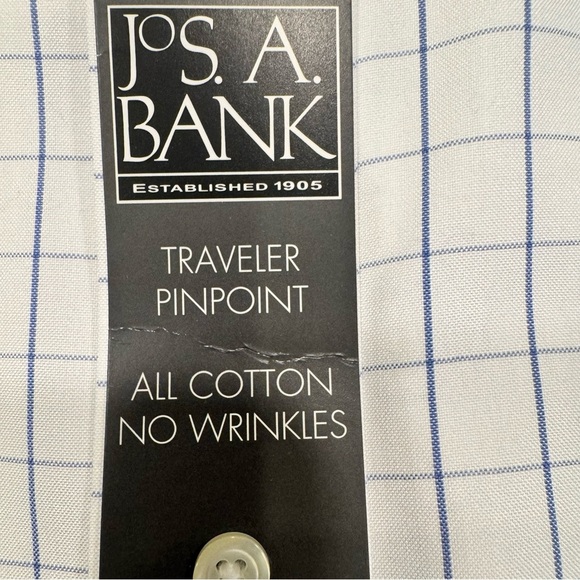 JOS. A.
BANK
ESTABLISHED 1905
TRAVELER
PINPOINT
ALL COTTON
NO WRINKLES